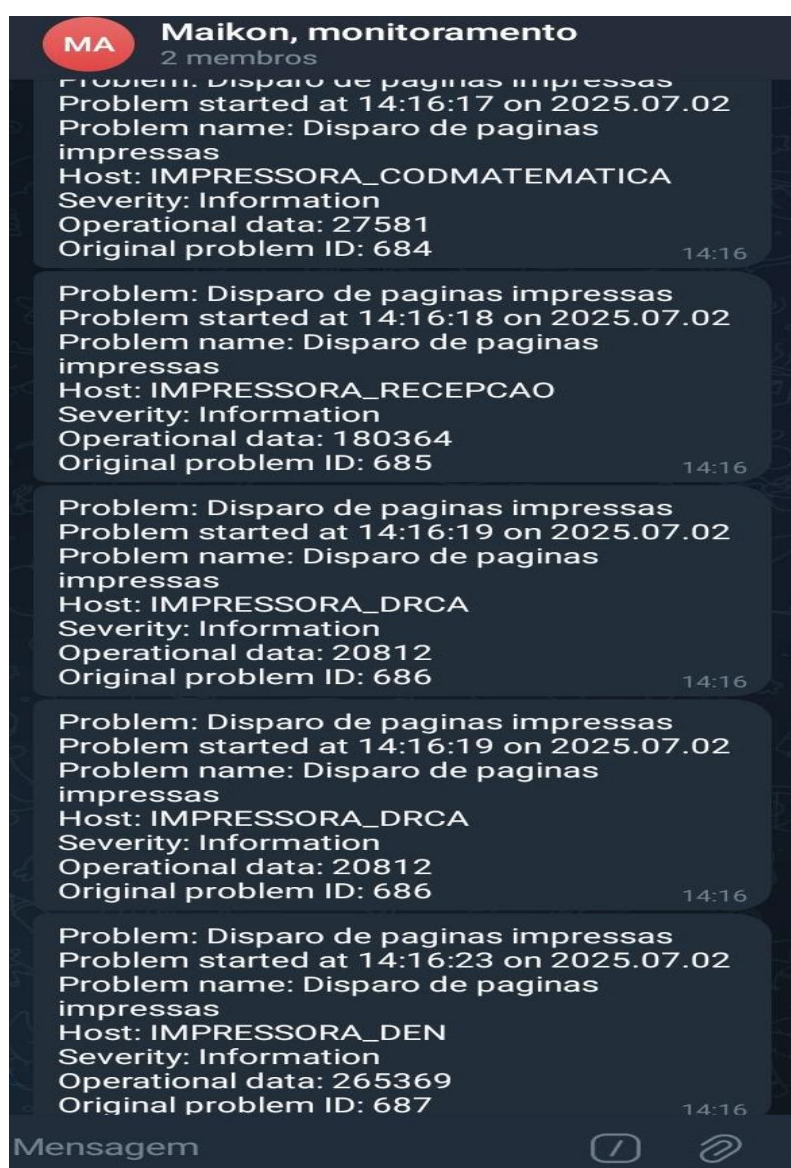 MA
Maikon, monitoramento
2 membros
Problem: Disparo de paginas impressas
Problem started at 14:16:17 on 2025.07.02
Problem name: Disparo de paginas
impressas
Host: IMPRESSORA_CODMATEMATICA
Severity: Information
Operational data: 27581
Original problem ID: 684
14:16
Problem: Disparo de paginas impressas
Problem started at 14:16:18 on 2025.07.02
Problem name: Disparo de paginas
impressas
Host: IMPRESSORA_RECEPCAO
Severity: Information
Operational data: 180364
Original problem ID: 685
14:16
Problem: Disparo de paginas impressas
Problem started at 14:16:19 on 2025.07.02
Problem name: Disparo de paginas
impressas
Host: IMPRESSORA_DRCA
Severity: Information
Operational data: 20812
Original problem ID: 686
14:16
Problem: Disparo de paginas impressas
Problem started at 14:16:19 on 2025.07.02
Problem name: Disparo de paginas
impressas
Host: IMPRESSORA_DRCA
Severity: Information
Operational data: 20812
Original problem ID: 686
14:16
Problem: Disparo de paginas impressas
Problem started at 14:16:23 on 2025.07.02
Problem name: Disparo de paginas
impressas
Host: IMPRESSORA_DEN
Severity: Information
Operational data: 265369
Original problem ID: 687
14:16
Mensagem